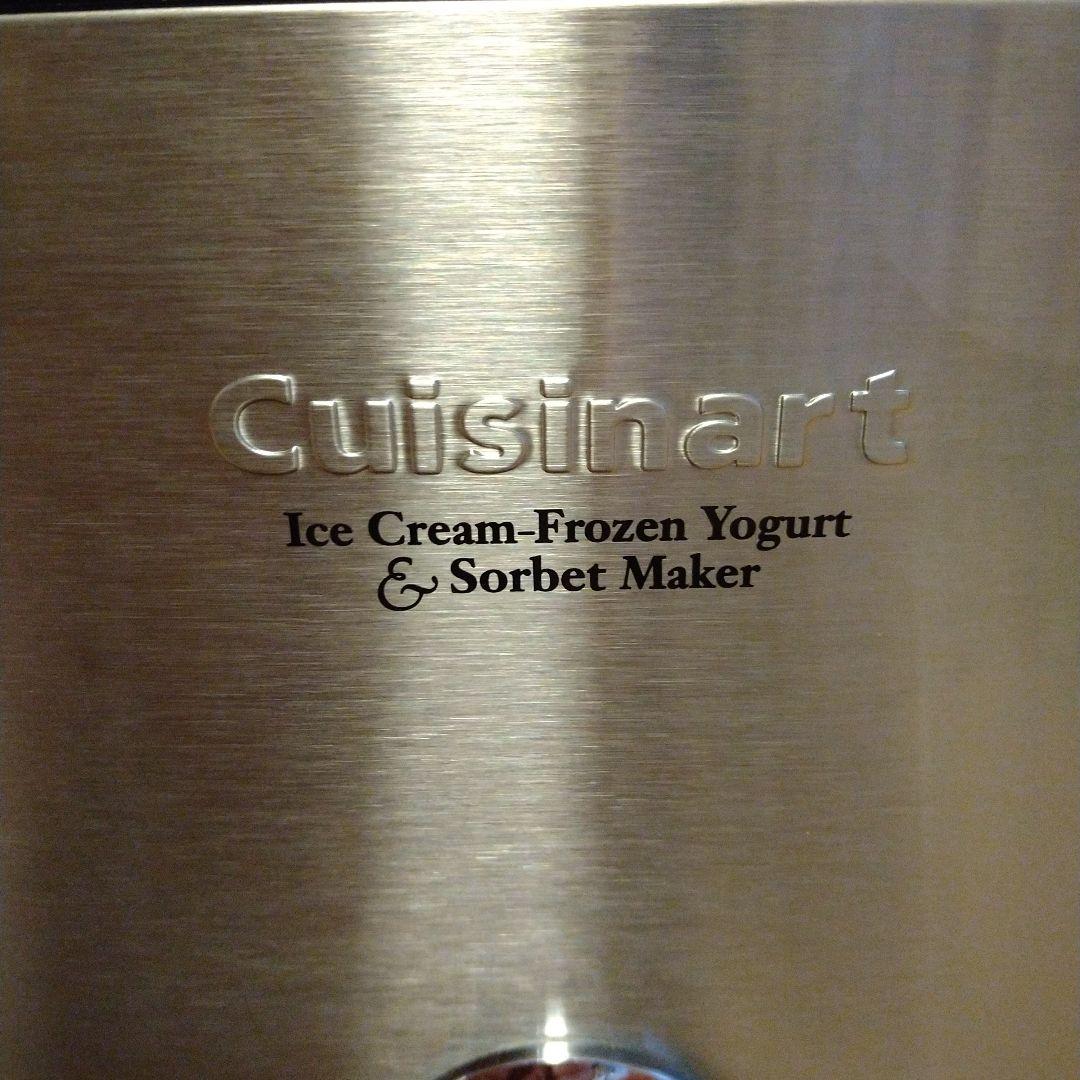 Cuisinart
Ice Cream-Frozen Yogurt
& Sorbet Maker